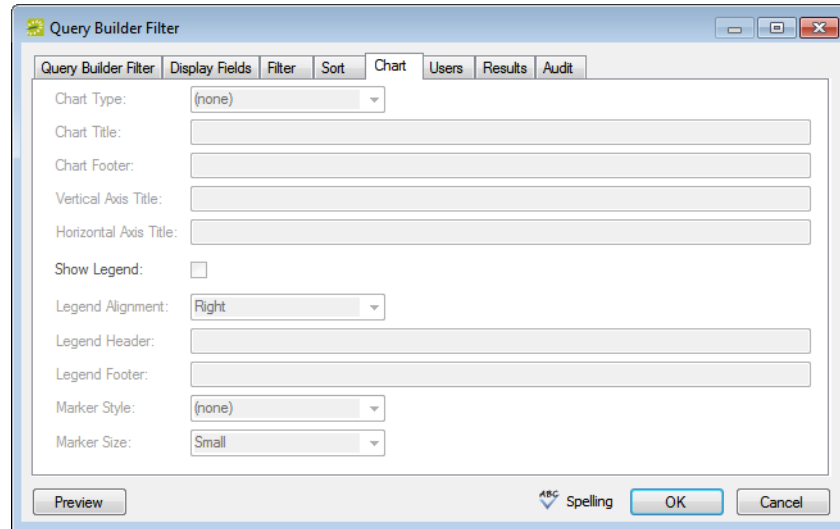 Query Builder Filter
Query Builder Filter Display Fields Filter Sort Chart Users Results Audit
Chart Type: (none)
Chart Title:
Chart Footer:
Vertical Axis Title:
Horizontal Axis Title:
Show Legend:
Legend Alignment: Right
Legend Header:
Legend Footer:
Marker Style: (none)
Marker Size: Small
Preview ABC Spelling OK Cancel